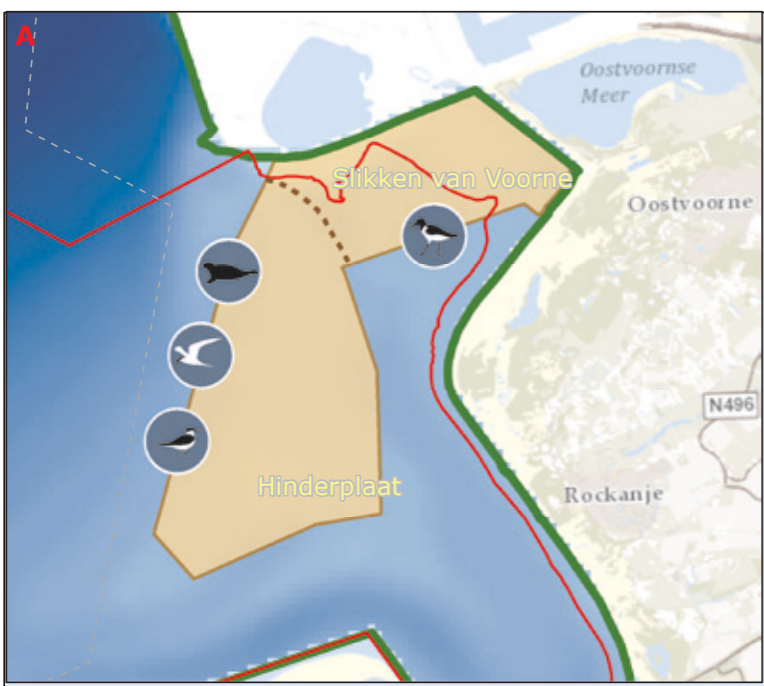 A
Oostvoornse
Meer
Slikken van Voorne
Oostvoorne
N496
Hinderplaat
Rockanje